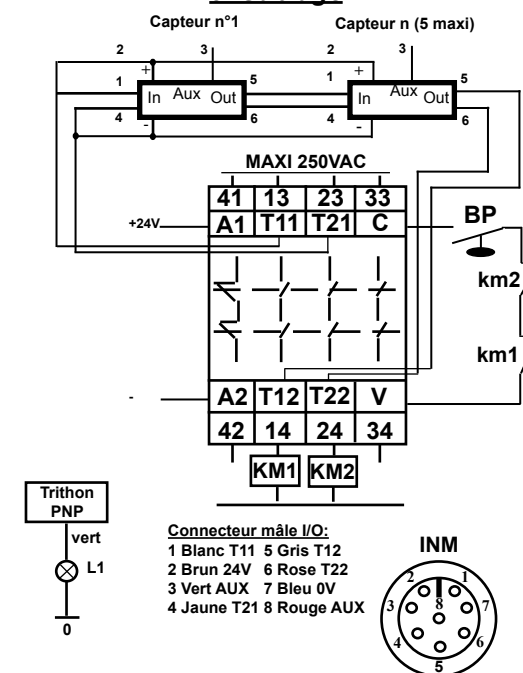 Capteur n°1
Capteur n (5 maxi)
2 3 2 3
1 + 5 1 + 5
In Aux Out In Aux Out
4 - 6 4 - 6
MAXI 250VAC
41 13 23 33
+24V A1 T11 T21 C
BP
km2
km1
- A2 T12 T22 V
42 14 24 34
KM1 KM2
Trithon
PNP
vert
L1
0
Connecteur mâle I/O:
1 Blanc T11 5 Gris T12
2 Brun 24V 6 Rose T22
3 Vert AUX 7 Bleu 0V
4 Jaune T21 8 Rouge AUX
INM
2 1
3 8 7
4 6
5